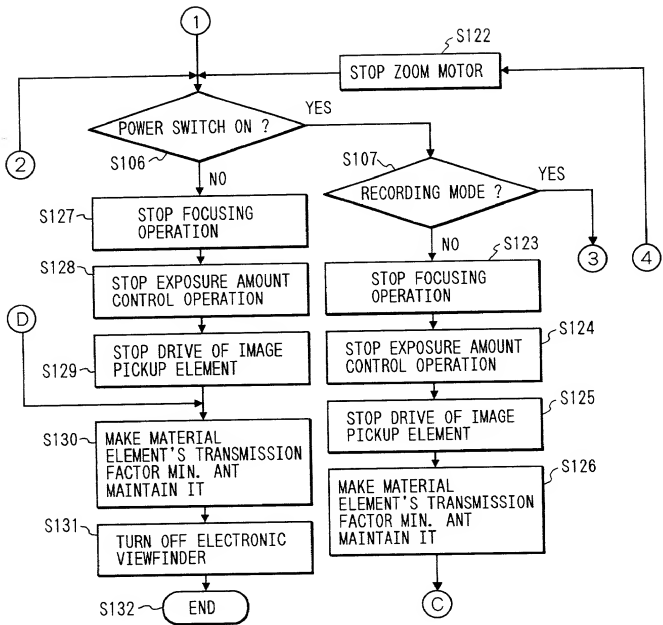 1
S122
STOP ZOOM MOTOR
2
POWER SWITCH ON ?
YES
S106
NO
S107
RECORDING MODE ?
YES
NO
3
4
S127
STOP FOCUSING
OPERATION
S128
STOP EXPOSURE AMOUNT
CONTROL OPERATION
D
S129
STOP DRIVE OF IMAGE
PICKUP ELEMENT
S130
MAKE MATERIAL
ELEMENT'S TRANSMISSION
FACTOR MIN. ANT
MAINTAIN IT
S131
TURN OFF ELECTRONIC
VIEWFINDER
S132
END
S123
STOP FOCUSING
OPERATION
S124
STOP EXPOSURE AMOUNT
CONTROL OPERATION
S125
STOP DRIVE OF IMAGE
PICKUP ELEMENT
S126
MAKE MATERIAL
ELEMENT'S TRANSMISSION
FACTOR MIN. ANT
MAINTAIN IT
C